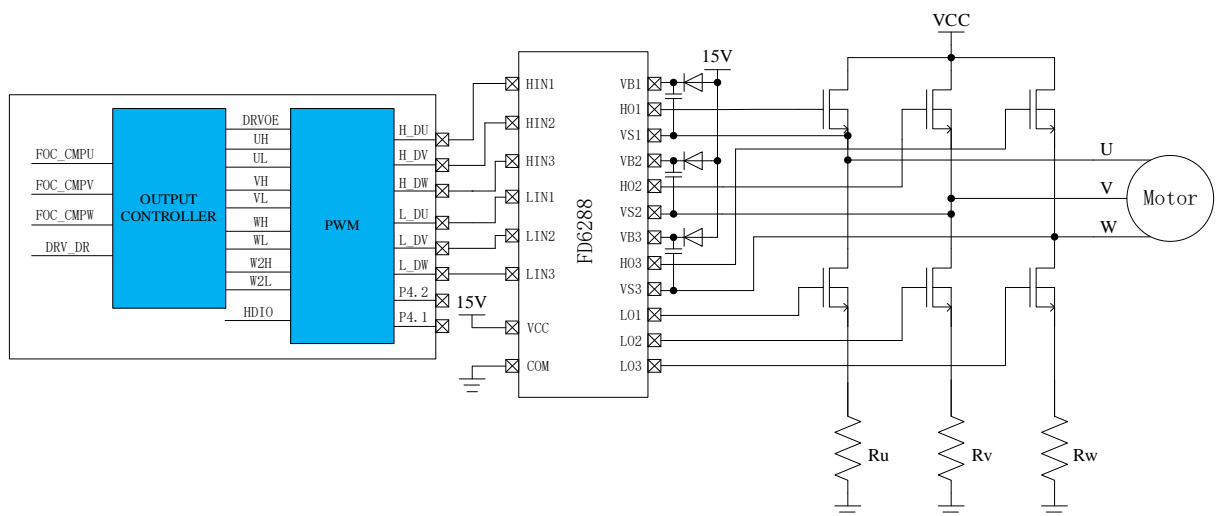 FOC_CMPU
FOC_CMPV
FOC_CMPW
DRV_DR
OUTPUT
CONTROLLER
DRVOE
UH
UL
VH
VL
WH
WL
W2H
W2L
HDIO
PWM
H_DU
H_DV
H_DW
L_DU
L_DV
L_DW
P4.2
P4.1
15V
HIN1
HIN2
HIN3
LIN1
LIN2
LIN3
VCC
COM
FD6288
VB1
HO1
VS1
VB2
HO2
VS2
VB3
HO3
VS3
LO1
LO2
LO3
15V
VCC
U
V
W
Motor
Ru
Rv
Rw